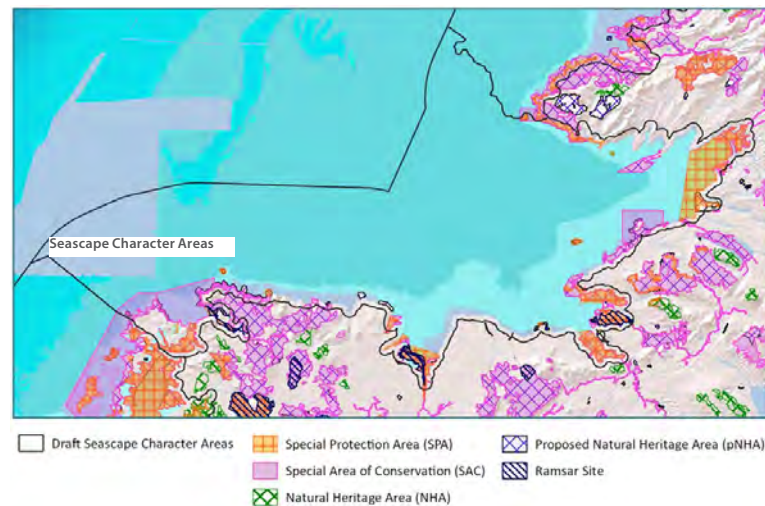 Seascape Character Areas
Draft Seascape Character Areas
Special Protection Area (SPA)
Proposed Natural Heritage Area (pNHA)
Special Area of Conservation (SAC)
Ramsar Site
Natural Heritage Area (NHA)